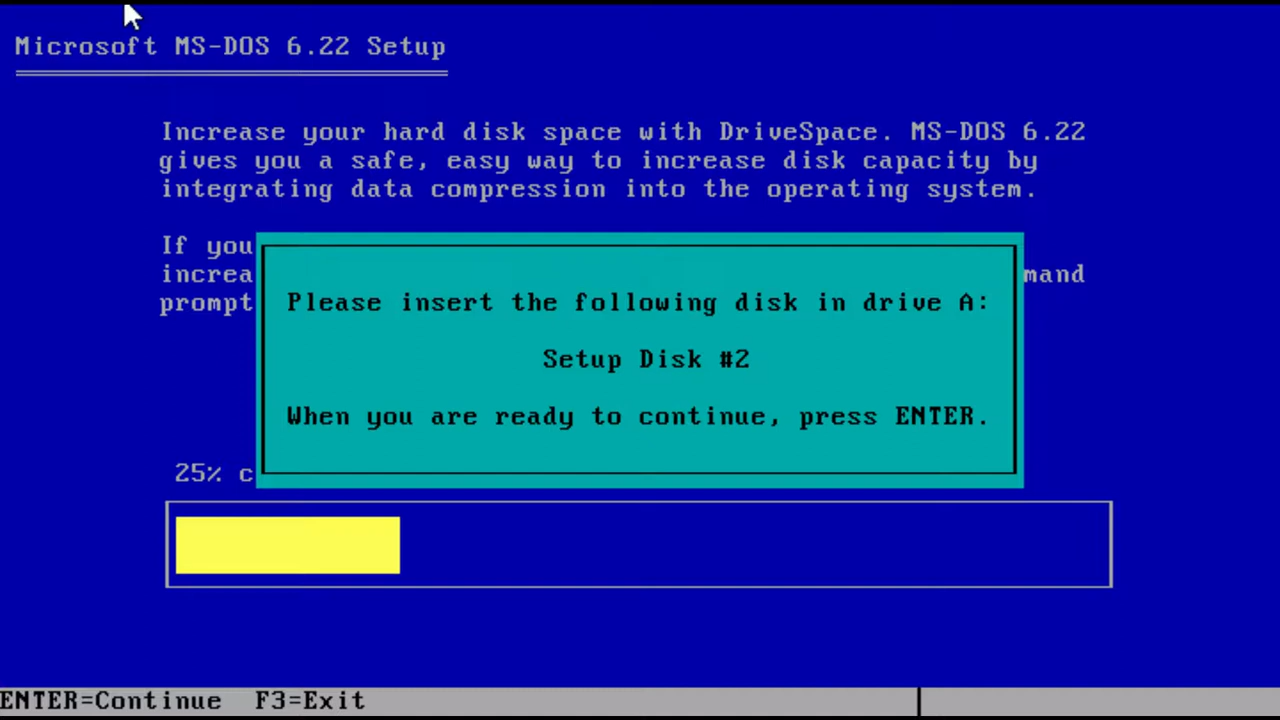 Microsoft MS-DOS 6.22 Setup
Increase your hard disk space with DriveSpace. MS-DOS 6.22
gives you a safe, easy way to increase disk capacity by
integrating data compression into the operating system.
If you
increa mand
prompt
Please insert the following disk in drive A:
Setup Disk #2
When you are ready to continue, press ENTER.
25% c
ENTER=Continue F3=Exit